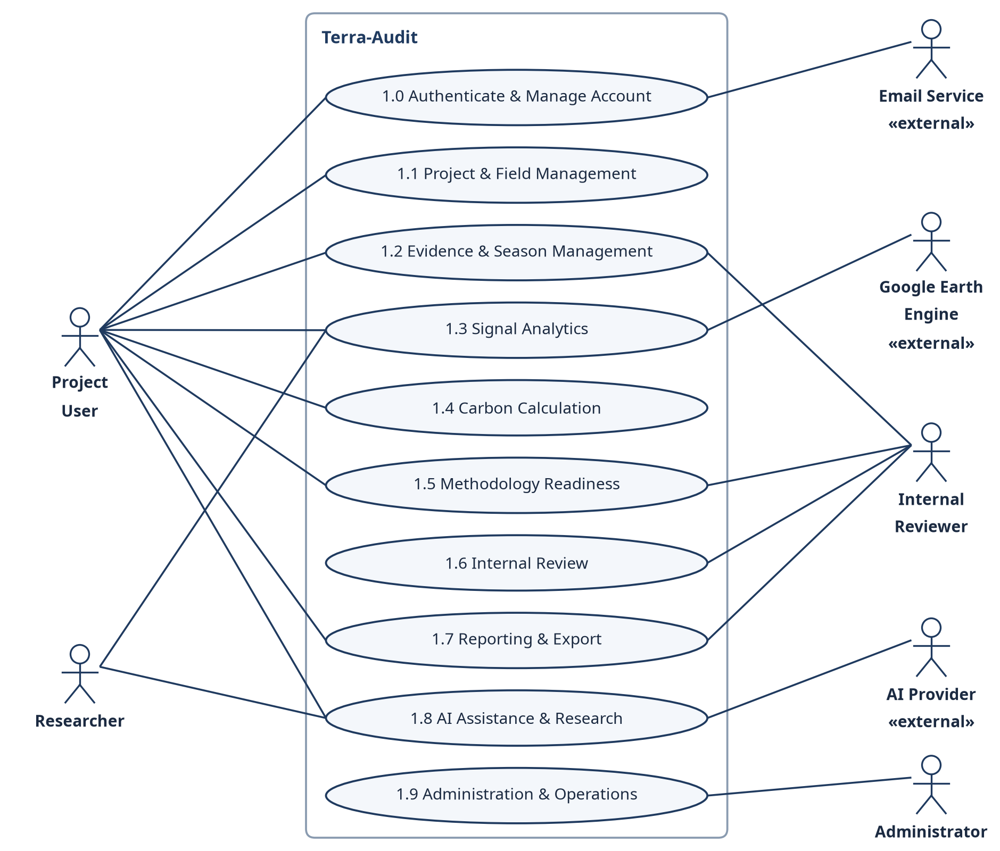 Terra-Audit
1.0 Authenticate & Manage Account
1.1 Project & Field Management
1.2 Evidence & Season Management
1.3 Signal Analytics
1.4 Carbon Calculation
1.5 Methodology Readiness
1.6 Internal Review
1.7 Reporting & Export
1.8 AI Assistance & Research
1.9 Administration & Operations
Project
User
Researcher
Email Service
«external»
Google Earth
Engine
«external»
Internal
Reviewer
AI Provider
«external»
Administrator